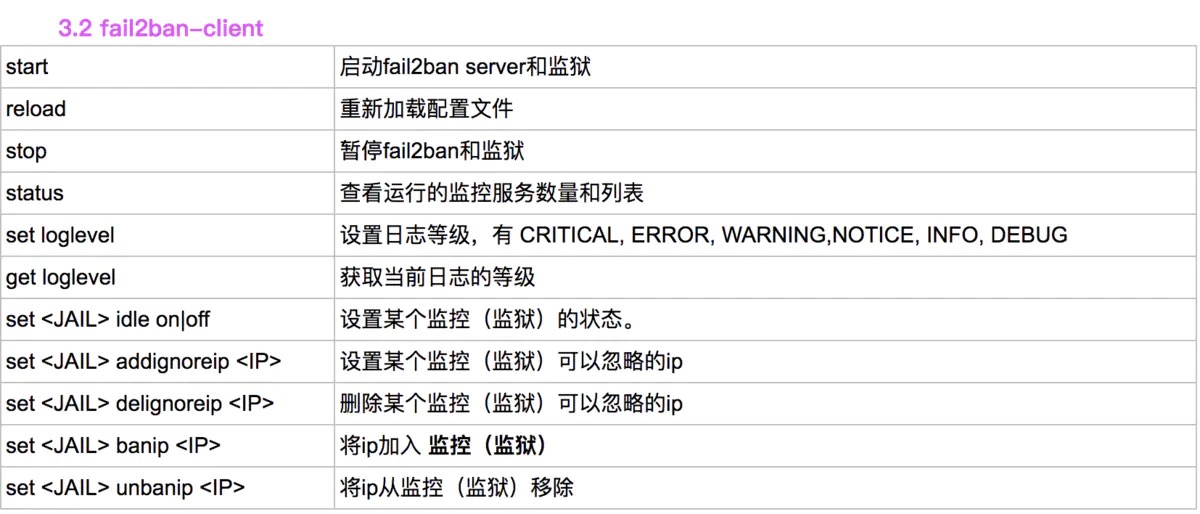 3.2 fail2ban-client
start 启动fail2ban server和监狱
reload 重新加载配置文件
stop 暂停fail2ban和监狱
status 查看运行的监控服务数量和列表
set loglevel 设置日志等级，有 CRITICAL, ERROR, WARNING,NOTICE, INFO, DEBUG
get loglevel 获取当前日志的等级
set <JAIL> idle on|off 设置某个监控（监狱）的状态。
set <JAIL> addignoreip <IP> 设置某个监控（监狱）可以忽略的ip
set <JAIL> delignoreip <IP> 删除某个监控（监狱）可以忽略的ip
set <JAIL> banip <IP> 将ip加入 监控（监狱）
set <JAIL> unbanip <IP> 将ip从监控（监狱）移除